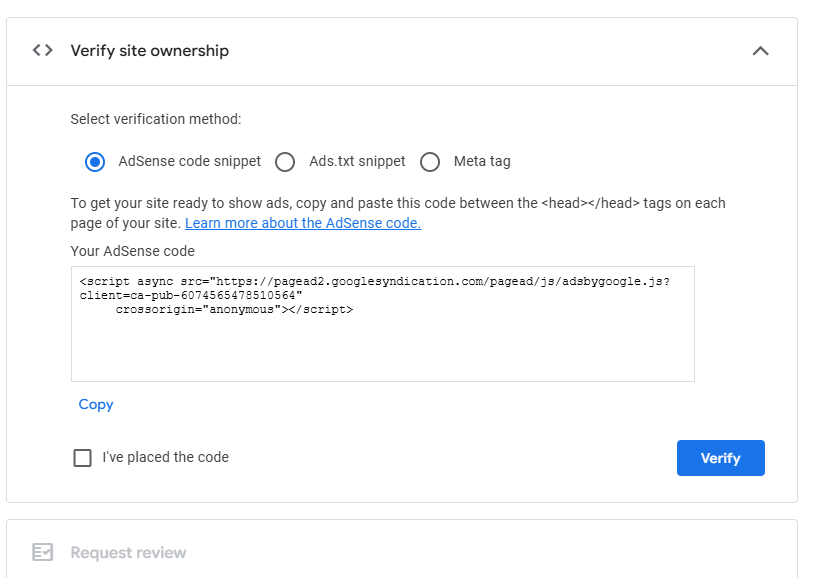 Verify site ownership
Select verification method:
AdSense code snippet Ads.txt snippet Meta tag
To get your site ready to show ads, copy and paste this code between the <head></head> tags on each
page of your site. Learn more about the AdSense code.
Your AdSense code
<script async src="https://pagead2.googlesyndication.com/pagead/js/adsbygoogle.js?
client=ca-pub-6074565478510564"
     crossorigin="anonymous"></script>
Copy
I've placed the code
Verify
Request review